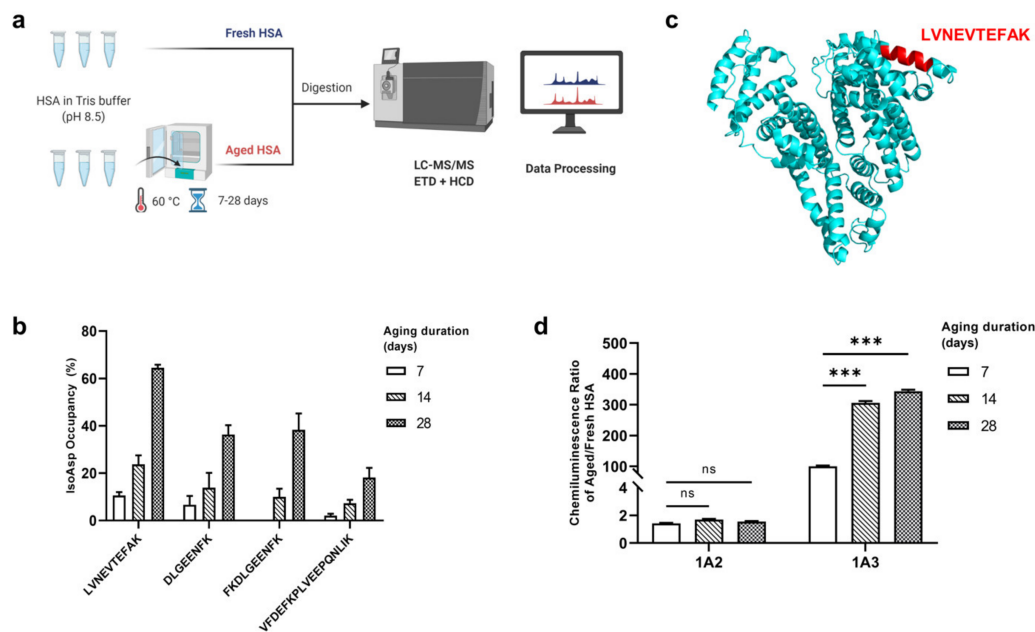 a
Fresh HSA
HSA in Tris buffer
(pH 8.5)
Digestion
Aged HSA
60 °C
7-28 days
LC-MS/MS
ETD + HCD
Data Processing
c
LVNEVTEFAK
b
IsoAsp Occupancy (%)
80
60
40
20
0
LVNEVTEFAK
DLGEENFK
FKDLGEENFK
VFDEFKPLVEEPQNLIK
Aging duration
(days)
7
14
28
d
Chemiluminescence Ratio
of Aged/Fresh HSA
500
400
300
200
100
4
2
0
ns
ns
***
***
1A2
1A3
Aging duration
(days)
7
14
28